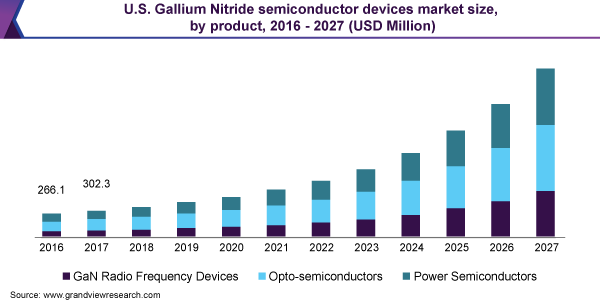 U.S. Gallium Nitride semiconductor devices market size,
by product, 2016 - 2027 (USD Million)
266.1
302.3
2016 2017 2018 2019 2020 2021 2022 2023 2024 2025 2026 2027
GaN Radio Frequency Devices Opto-semiconductors Power Semiconductors
Source: www.grandviewresearch.com